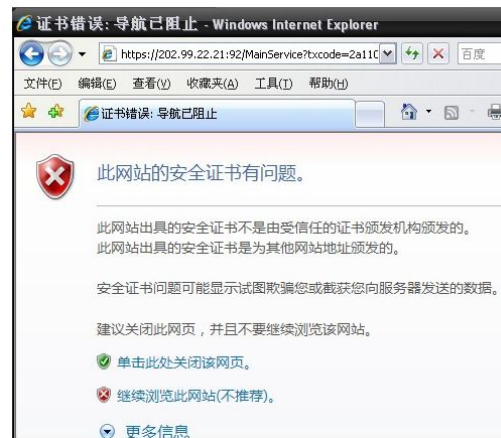 证书错误: 导航已阻止 - Windows Internet Explorer
https://202.99.22.21:92/MainService?txcode=2a11
百度
文件(F) 编辑(E) 查看(V) 收藏夹(A) 工具(T) 帮助(H)
证书错误: 导航已阻止
此网站的安全证书有问题。
此网站出具的安全证书不是由受信任的证书颁发机构颁发的。
此网站出具的安全证书是为其他网站地址颁发的。
安全证书问题可能显示试图欺骗您或截获您向服务器发送的数据。
建议关闭此网页，并且不要继续浏览该网站。
单击此处关闭该网页。
继续浏览此网站(不推荐)。
更多信息